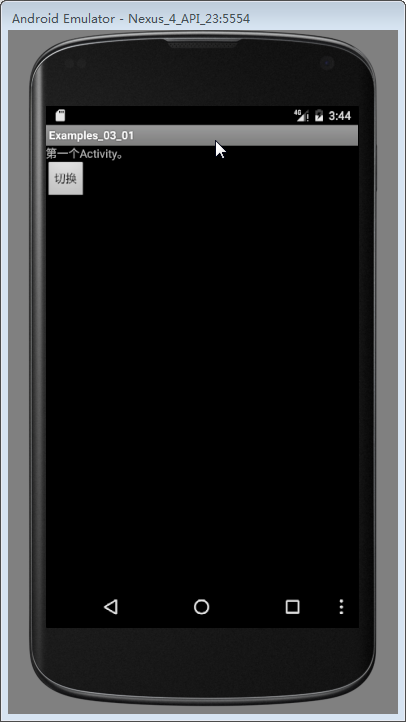 Android Emulator - Nexus_4_API_23:5554
4G 3:44
Examples_03_01
第一个Activity。
切换